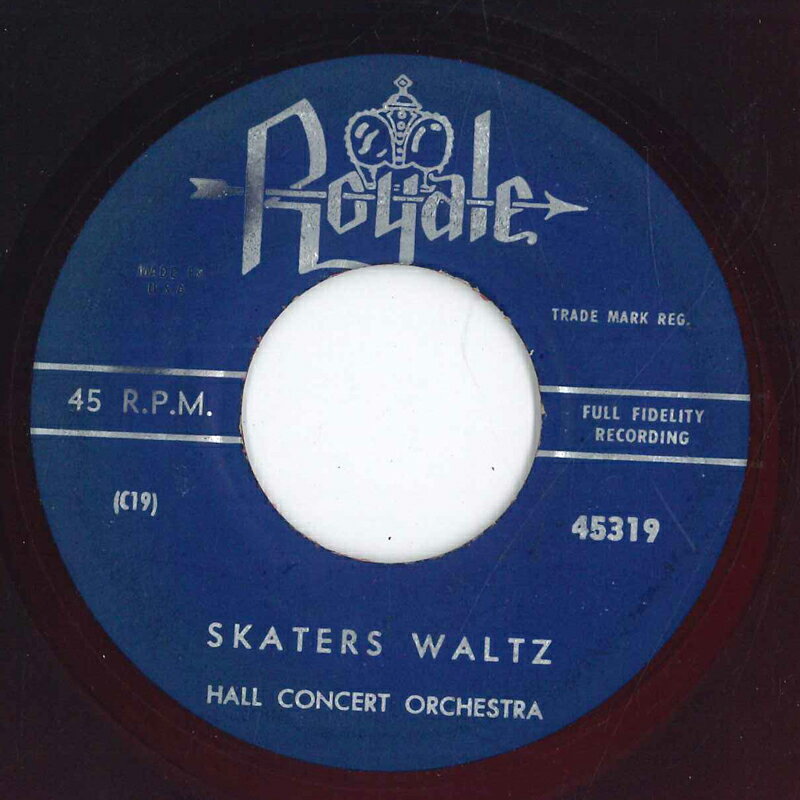 Royale
MADE IN
U.S.A.
TRADE MARK REG.
45 R.P.M.
FULL FIDELITY
RECORDING
(C19)
45319
SKATERS WALTZ
HALL CONCERT ORCHESTRA